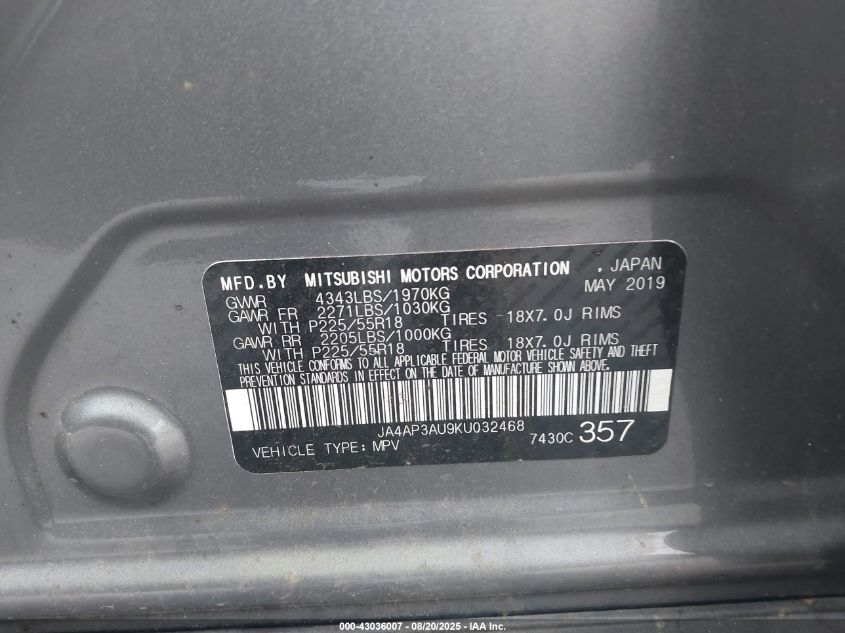 MFD.BY MITSUBISHI MOTORS CORPORATION . JAPAN
GVWR 4343LBS/1970KG MAY 2019
GAWR FR 2271LBS/1030KG
WITH P225/55R18 TIRES -18X7.0J RIMS
GAWR RR 2205LBS/1000KG
WITH P225/55R18 TIRES 18X7.0J RIMS
THIS VEHICLE CONFORMS TO ALL APPLICABLE FEDERAL MOTOR VEHICLE SAFETY AND THEFT
PREVENTION STANDARDS IN EFFECT ON THE DATE OF MANUFACTURE SHOWN ABOVE.
JA4AP3AU9KU032468
VEHICLE TYPE: MPV 7430C 357
000-43036007 - 08/20/2025 - IAA Inc.